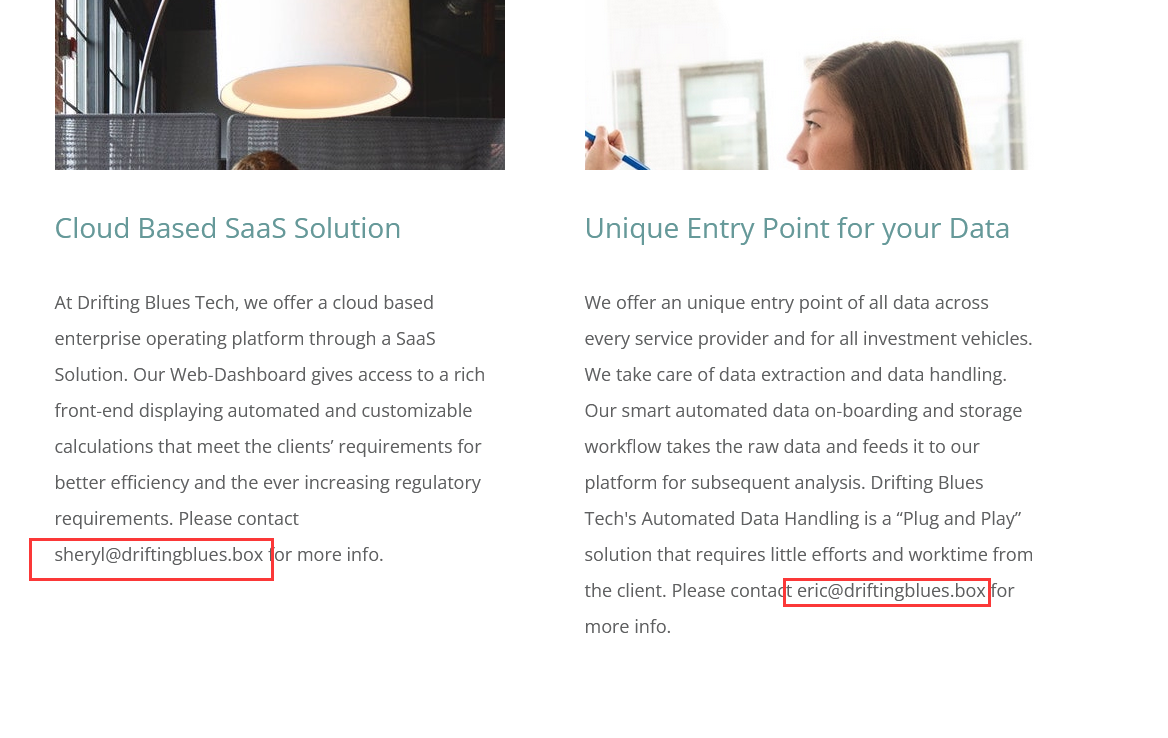 Cloud Based SaaS Solution
At Drifting Blues Tech, we offer a cloud based
enterprise operating platform through a SaaS
Solution. Our Web-Dashboard gives access to a rich
front-end displaying automated and customizable
calculations that meet the clients’ requirements for
better efficiency and the ever increasing regulatory
requirements. Please contact
sheryl@driftingblues.box for more info.
Unique Entry Point for your Data
We offer an unique entry point of all data across
every service provider and for all investment vehicles.
We take care of data extraction and data handling.
Our smart automated data on-boarding and storage
workflow takes the raw data and feeds it to our
platform for subsequent analysis. Drifting Blues
Tech's Automated Data Handling is a “Plug and Play”
solution that requires little efforts and worktime from
the client. Please contact eric@driftingblues.box for
more info.